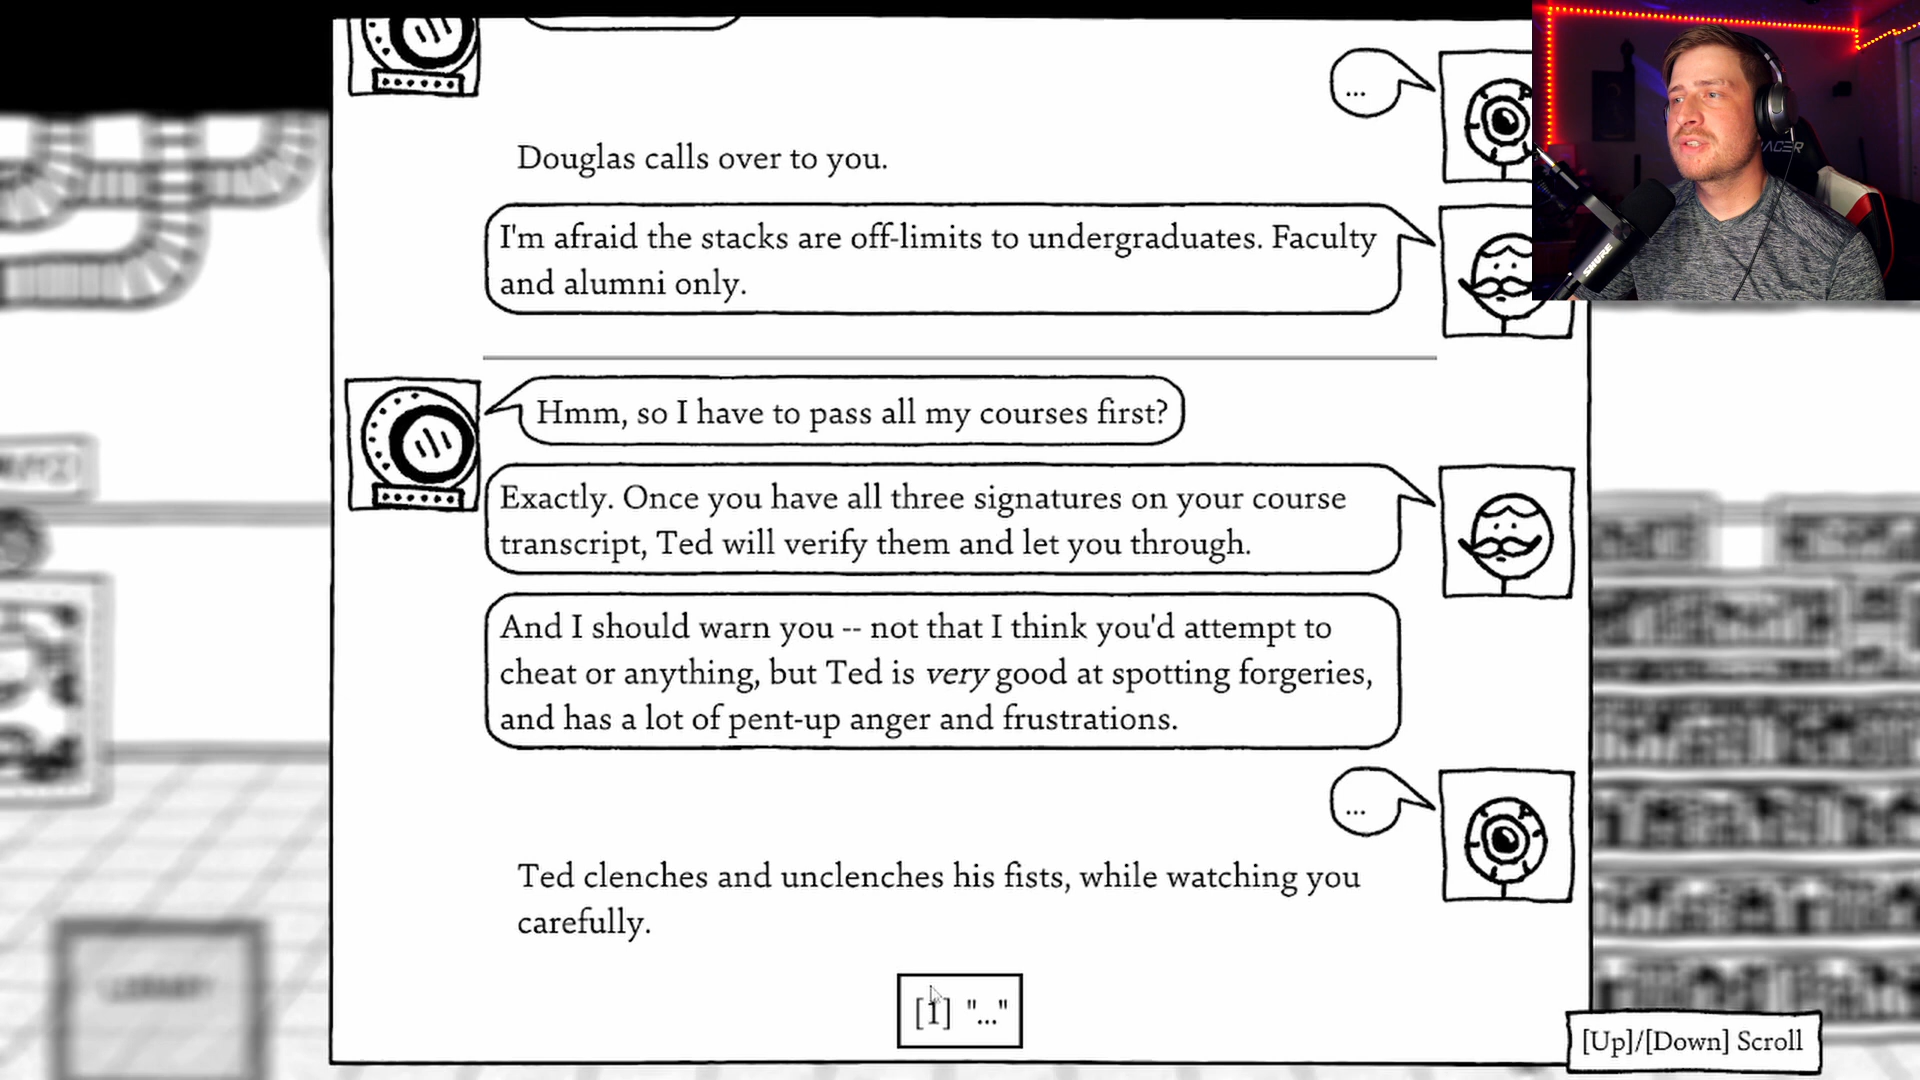 ...
Douglas calls over to you.
I'm afraid the stacks are off-limits to undergraduates. Faculty
and alumni only.
Hmm, so I have to pass all my courses first?
Exactly. Once you have all three signatures on your course
transcript, Ted will verify them and let you through.
And I should warn you -- not that I think you'd attempt to
cheat or anything, but Ted is very good at spotting forgeries,
and has a lot of pent-up anger and frustrations.
...
Ted clenches and unclenches his fists, while watching you
carefully.
[1] "..."
[Up]/[Down] Scroll
LIBRARY
SHURE